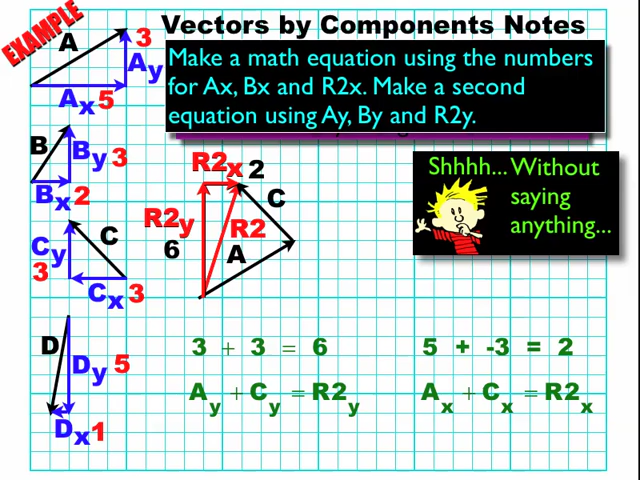 EXAMPLE
Vectors by Components Notes
Make a math equation using the numbers
for Ax, Bx and R2x. Make a second
equation using Ay, By and R2y.
A
3
Ay
Ax 5
B
By 3
Bx 2
Cy
3
C
Cx 3
D
Dy 5
Dx 1
R2x 2
C
R2y
6
R2
A
Shhhh... Without
saying
anything...
3 + 3 = 6
Ay + Cy = R2y
5 + -3 = 2
Ax + Cx = R2x